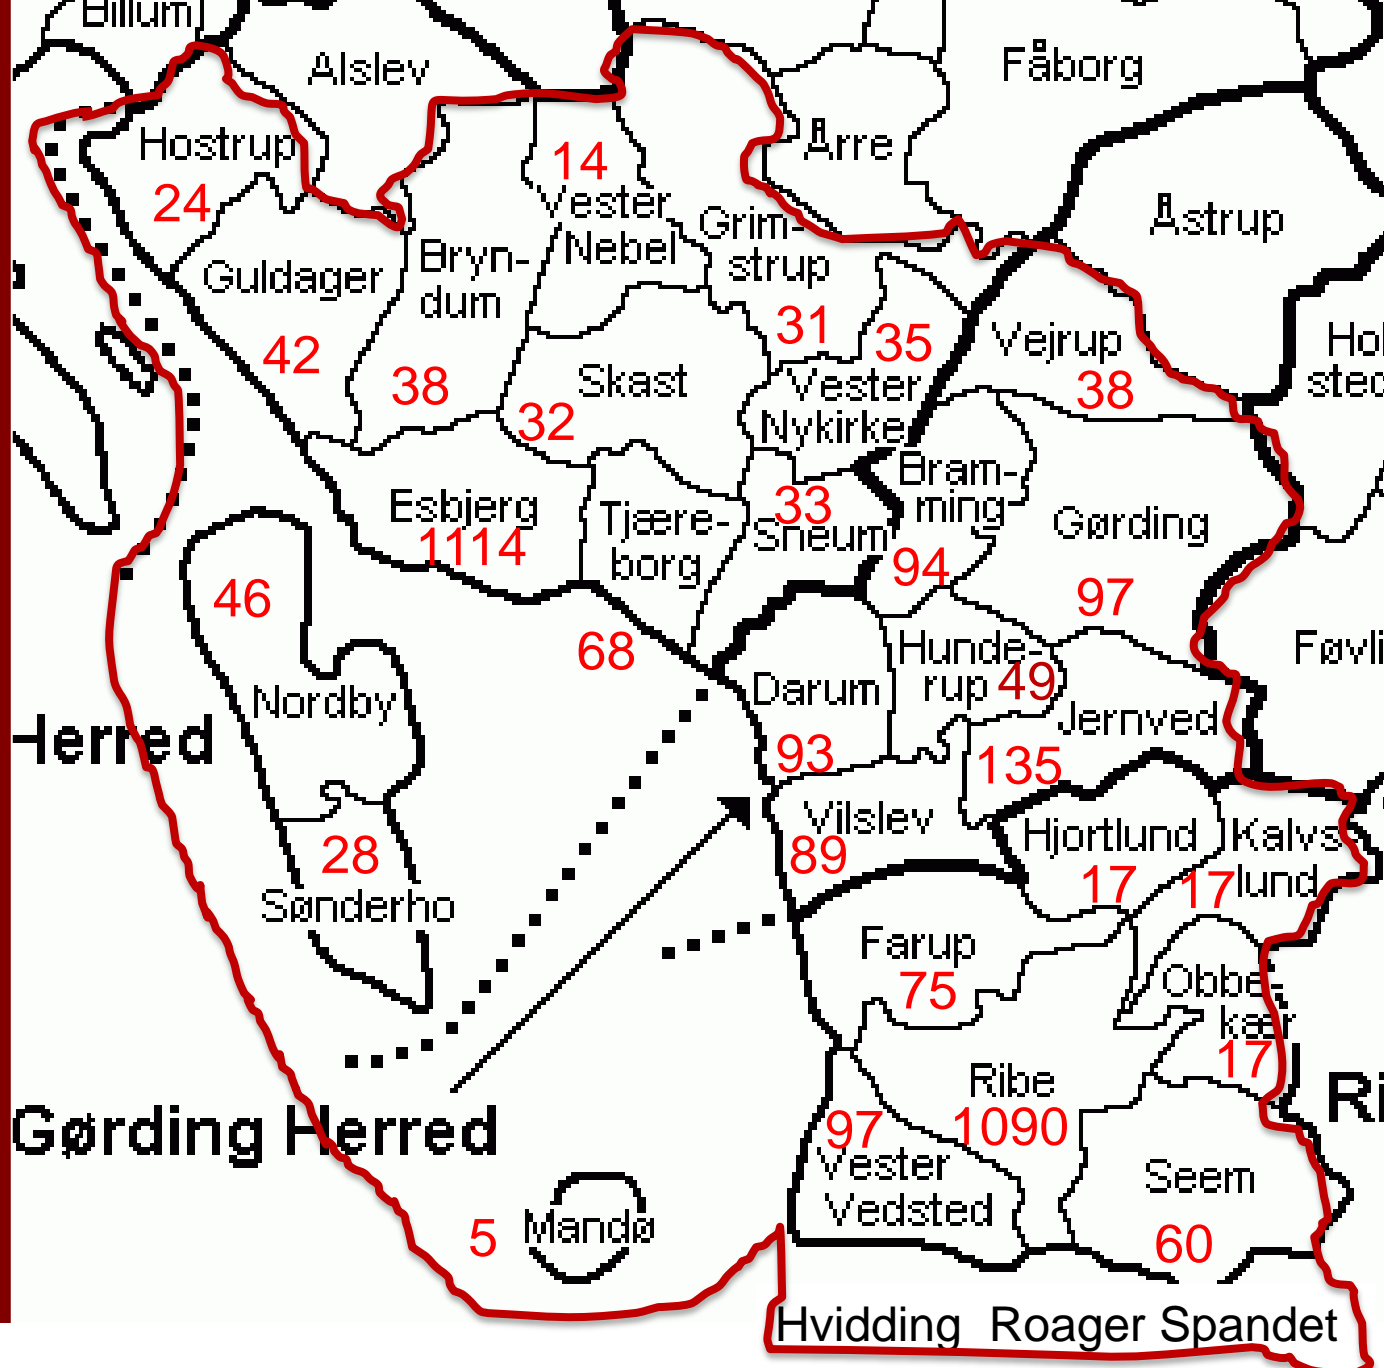 Billum
Alslev
Fåborg
Hostrup
Årre
24
14
Vester
Nebel
Grim-
strup
Åstrup
Bryn-
dum
Guldager
31
35
Vejrup
38
Hol
sted
42
38
Skast
32
Vester
Nykirke
Bram-
ming
Esbjerg
1114
Tjære-
borg
33
Sneum
94
Gørding
97
46
68
Hunde-
rup 49
Føvli
Nordby
Darum
93
Jernved
135
Herred
Vilslev
89
Hjortlund
17
Kalvs-
lund
17
28
Sønderho
Farup
75
Obbe-
kær
17
Ribe
1090
Ri
Gørding Herred
97
Vester
Vedsted
Seem
60
5
Mandø
Hvidding Roager Spandet